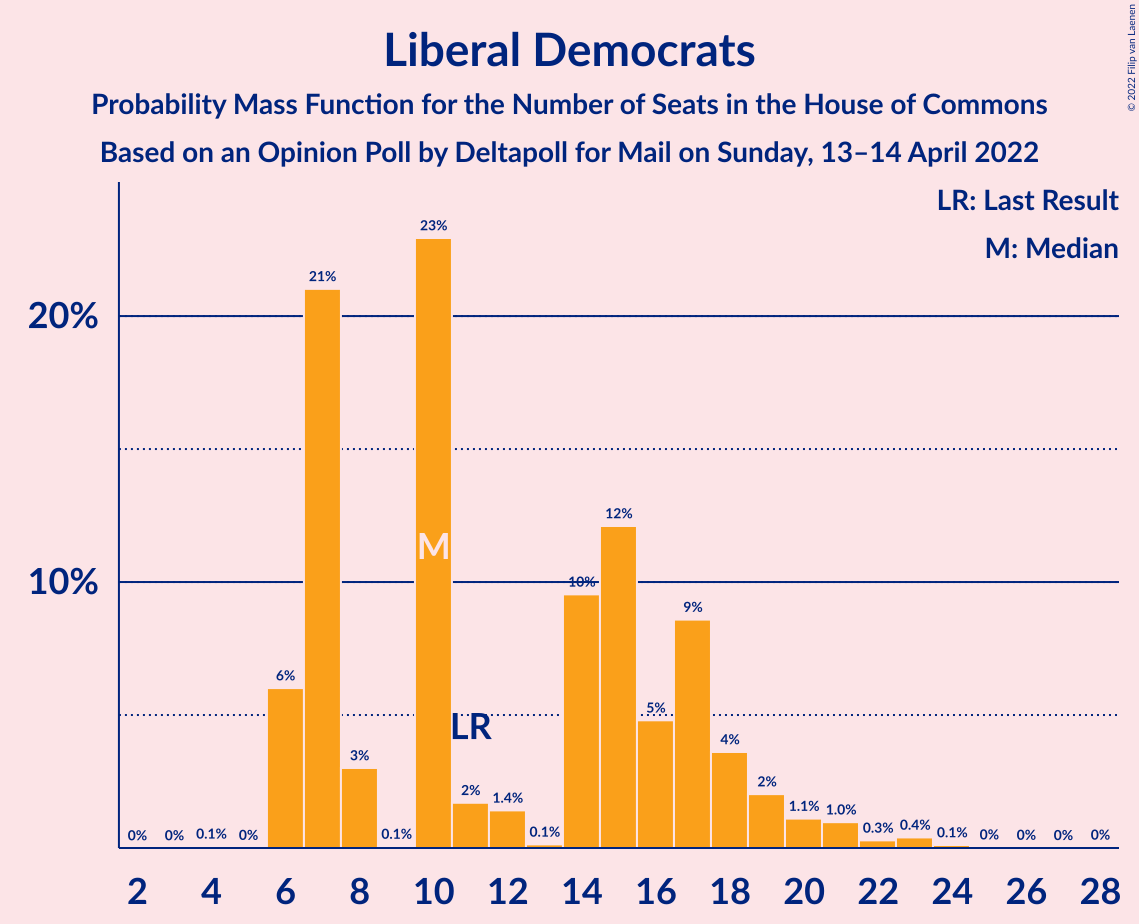 Liberal Democrats
Probability Mass Function for the Number of Seats in the House of Commons
Based on an Opinion Poll by Deltapoll for Mail on Sunday, 13–14 April 2022
© 2022 Filip van Laenen
LR: Last Result
M: Median
20%
10%
0% 0% 0.1% 0% 6% 21% 3% 0.1% 23% 2% 1.4% 0.1% 10% 12% 5% 9% 4% 2% 1.1% 1.0% 0.3% 0.4% 0.1% 0% 0% 0% 0%
M
LR
2 4 6 8 10 12 14 16 18 20 22 24 26 28